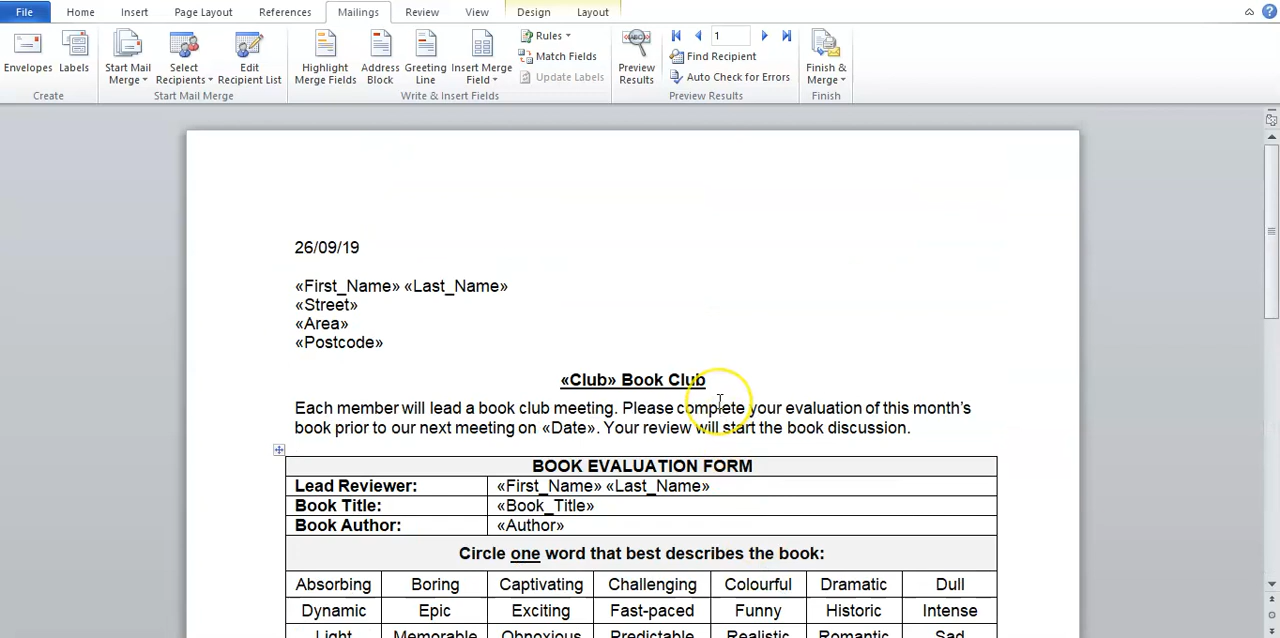 File Home Insert Page Layout References Mailings Review View Design Layout
Envelopes Labels Start Mail Merge Select Recipients Edit Recipient List Highlight Merge Fields Address Block Greeting Line Insert Merge Field Rules Match Fields Update Labels Preview Results 1 Find Recipient Auto Check for Errors Finish & Merge
Create Start Mail Merge Write & Insert Fields Preview Results Finish
26/09/19
«First_Name» «Last_Name»
«Street»
«Area»
«Postcode»
«Club» Book Club
Each member will lead a book club meeting. Please complete your evaluation of this month's
book prior to our next meeting on «Date». Your review will start the book discussion.
BOOK EVALUATION FORM
Lead Reviewer: «First_Name» «Last_Name»
Book Title: «Book_Title»
Book Author: «Author»
Circle one word that best describes the book:
Absorbing Boring Captivating Challenging Colourful Dramatic Dull
Dynamic Epic Exciting Fast-paced Funny Historic Intense
Light Memorable Obnoxious Predictable Realistic Romantic Sad